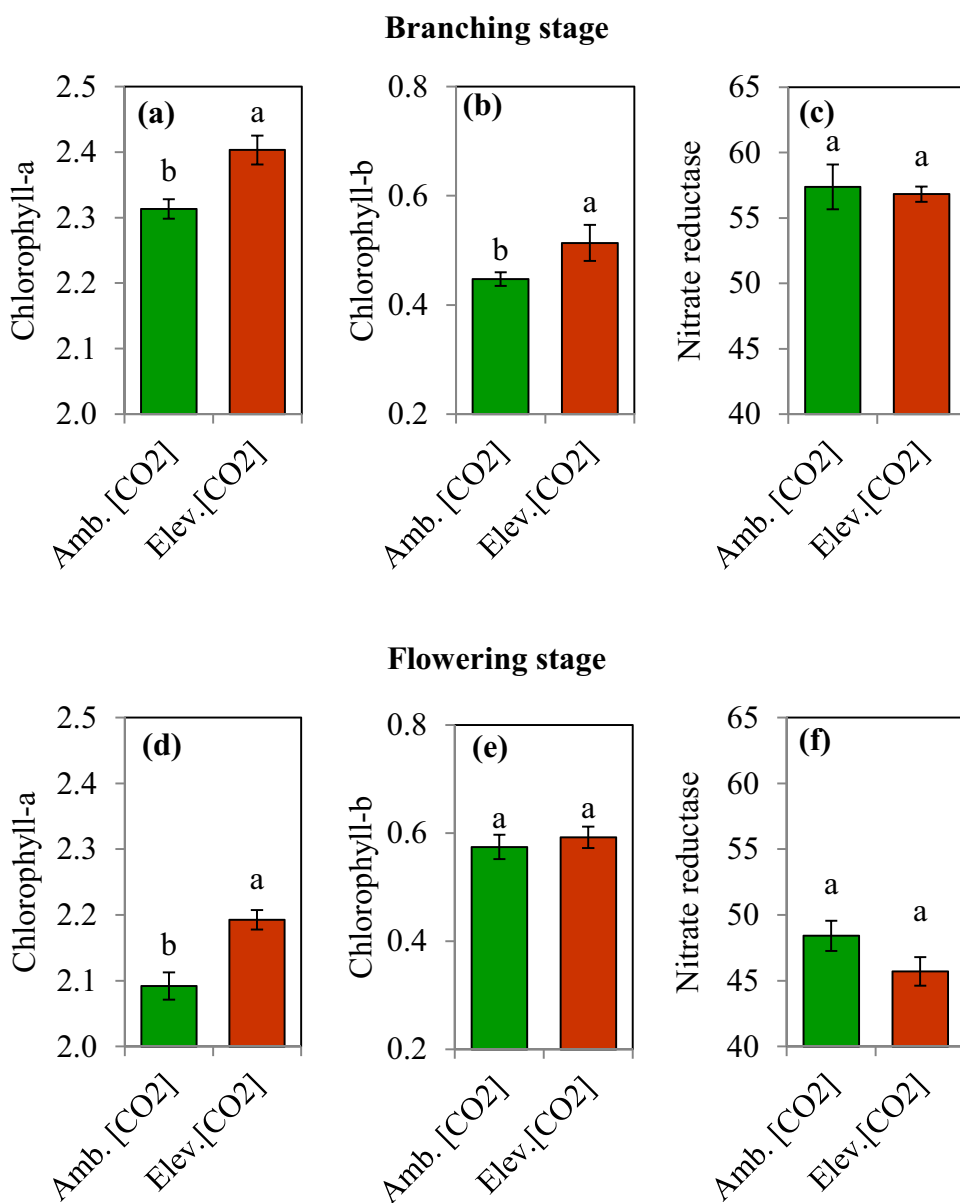 Branching stage
(a)
Chlorophyll-a
2.5
2.4
2.3
2.2
2.1
2.0
b
a
Amb. [CO2]
Elev.[CO2]
(b)
Chlorophyll-b
0.8
0.6
0.4
0.2
b
a
Amb. [CO2]
Elev.[CO2]
(c)
Nitrate reductase
65
60
55
50
45
40
a
a
Amb. [CO2]
Elev.[CO2]
Flowering stage
(d)
Chlorophyll-a
2.5
2.4
2.3
2.2
2.1
2.0
b
a
Amb. [CO2]
Elev.[CO2]
(e)
Chlorophyll-b
0.8
0.6
0.4
0.2
a
a
Amb. [CO2]
Elev.[CO2]
(f)
Nitrate reductase
65
60
55
50
45
40
a
a
Amb. [CO2]
Elev.[CO2]